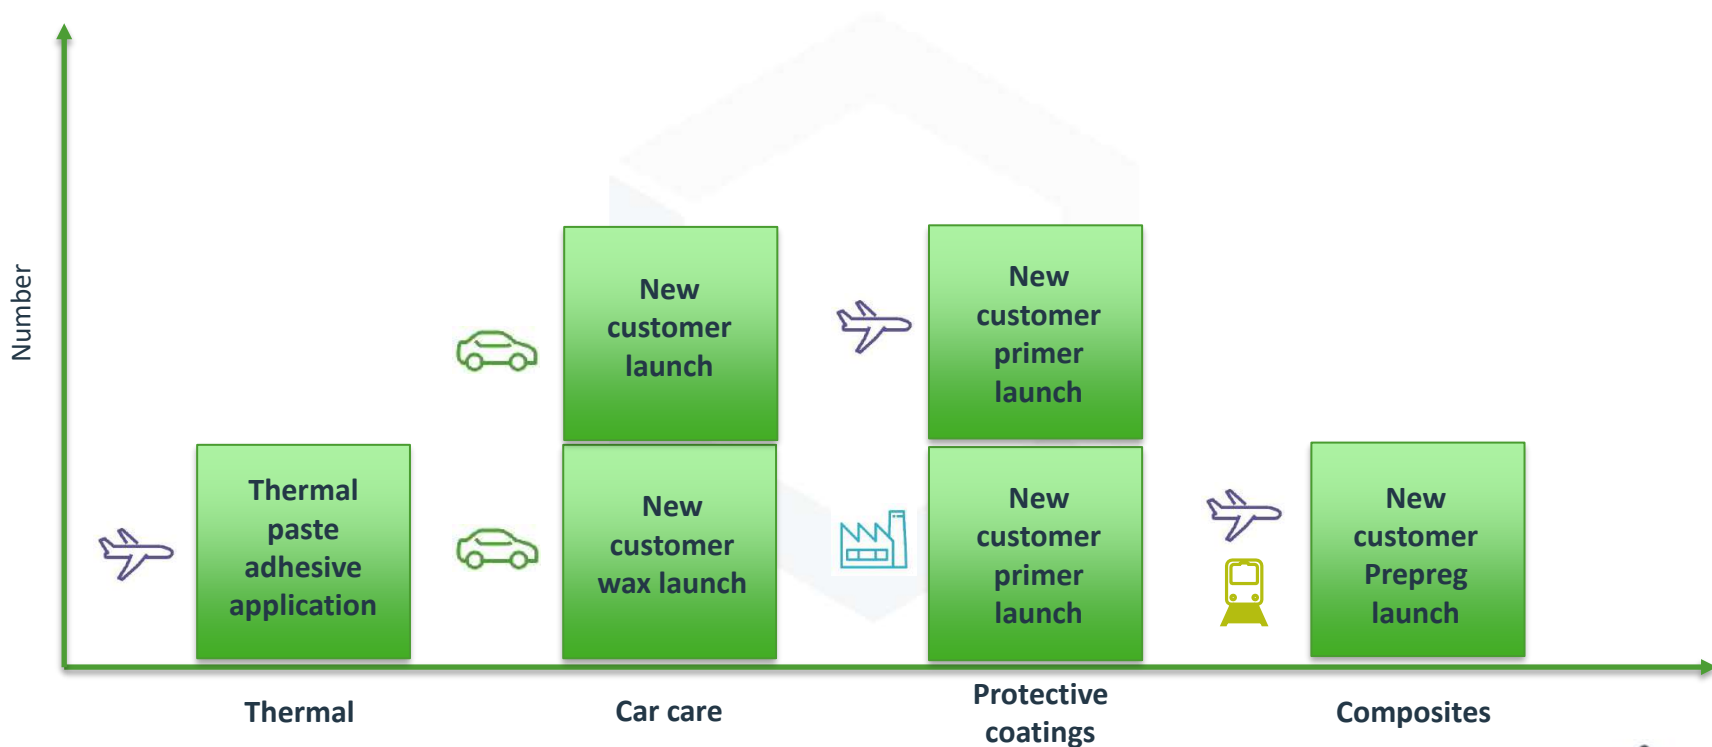 Number
New
customer
launch
New
customer
primer
launch
Thermal
paste
adhesive
application
New
customer
wax launch
New
customer
primer
launch
New
customer
Prepreg
launch
Thermal
Car care
Protective
coatings
Composites